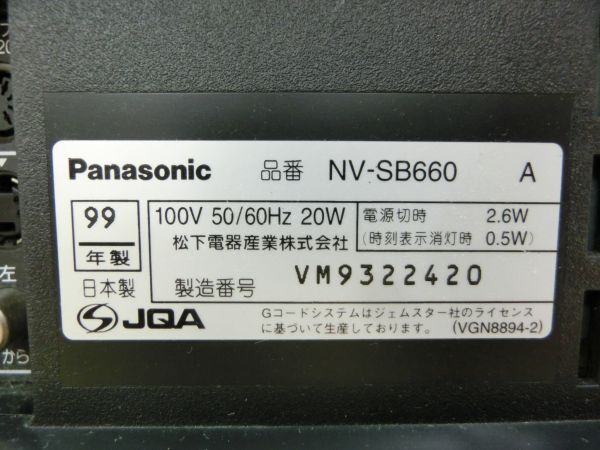 Panasonic 品番 NV-SB660 A
99 年製
100V 50/60Hz 20W
松下電器産業株式会社
電源切時 2.6W
(時刻表示消灯時 0.5W)
日本製 製造番号 VM9322420
JQA
Gコードシステムはジェムスター社のライセンス
に基づいて生産しております。 (VGN8894-2)
左
から